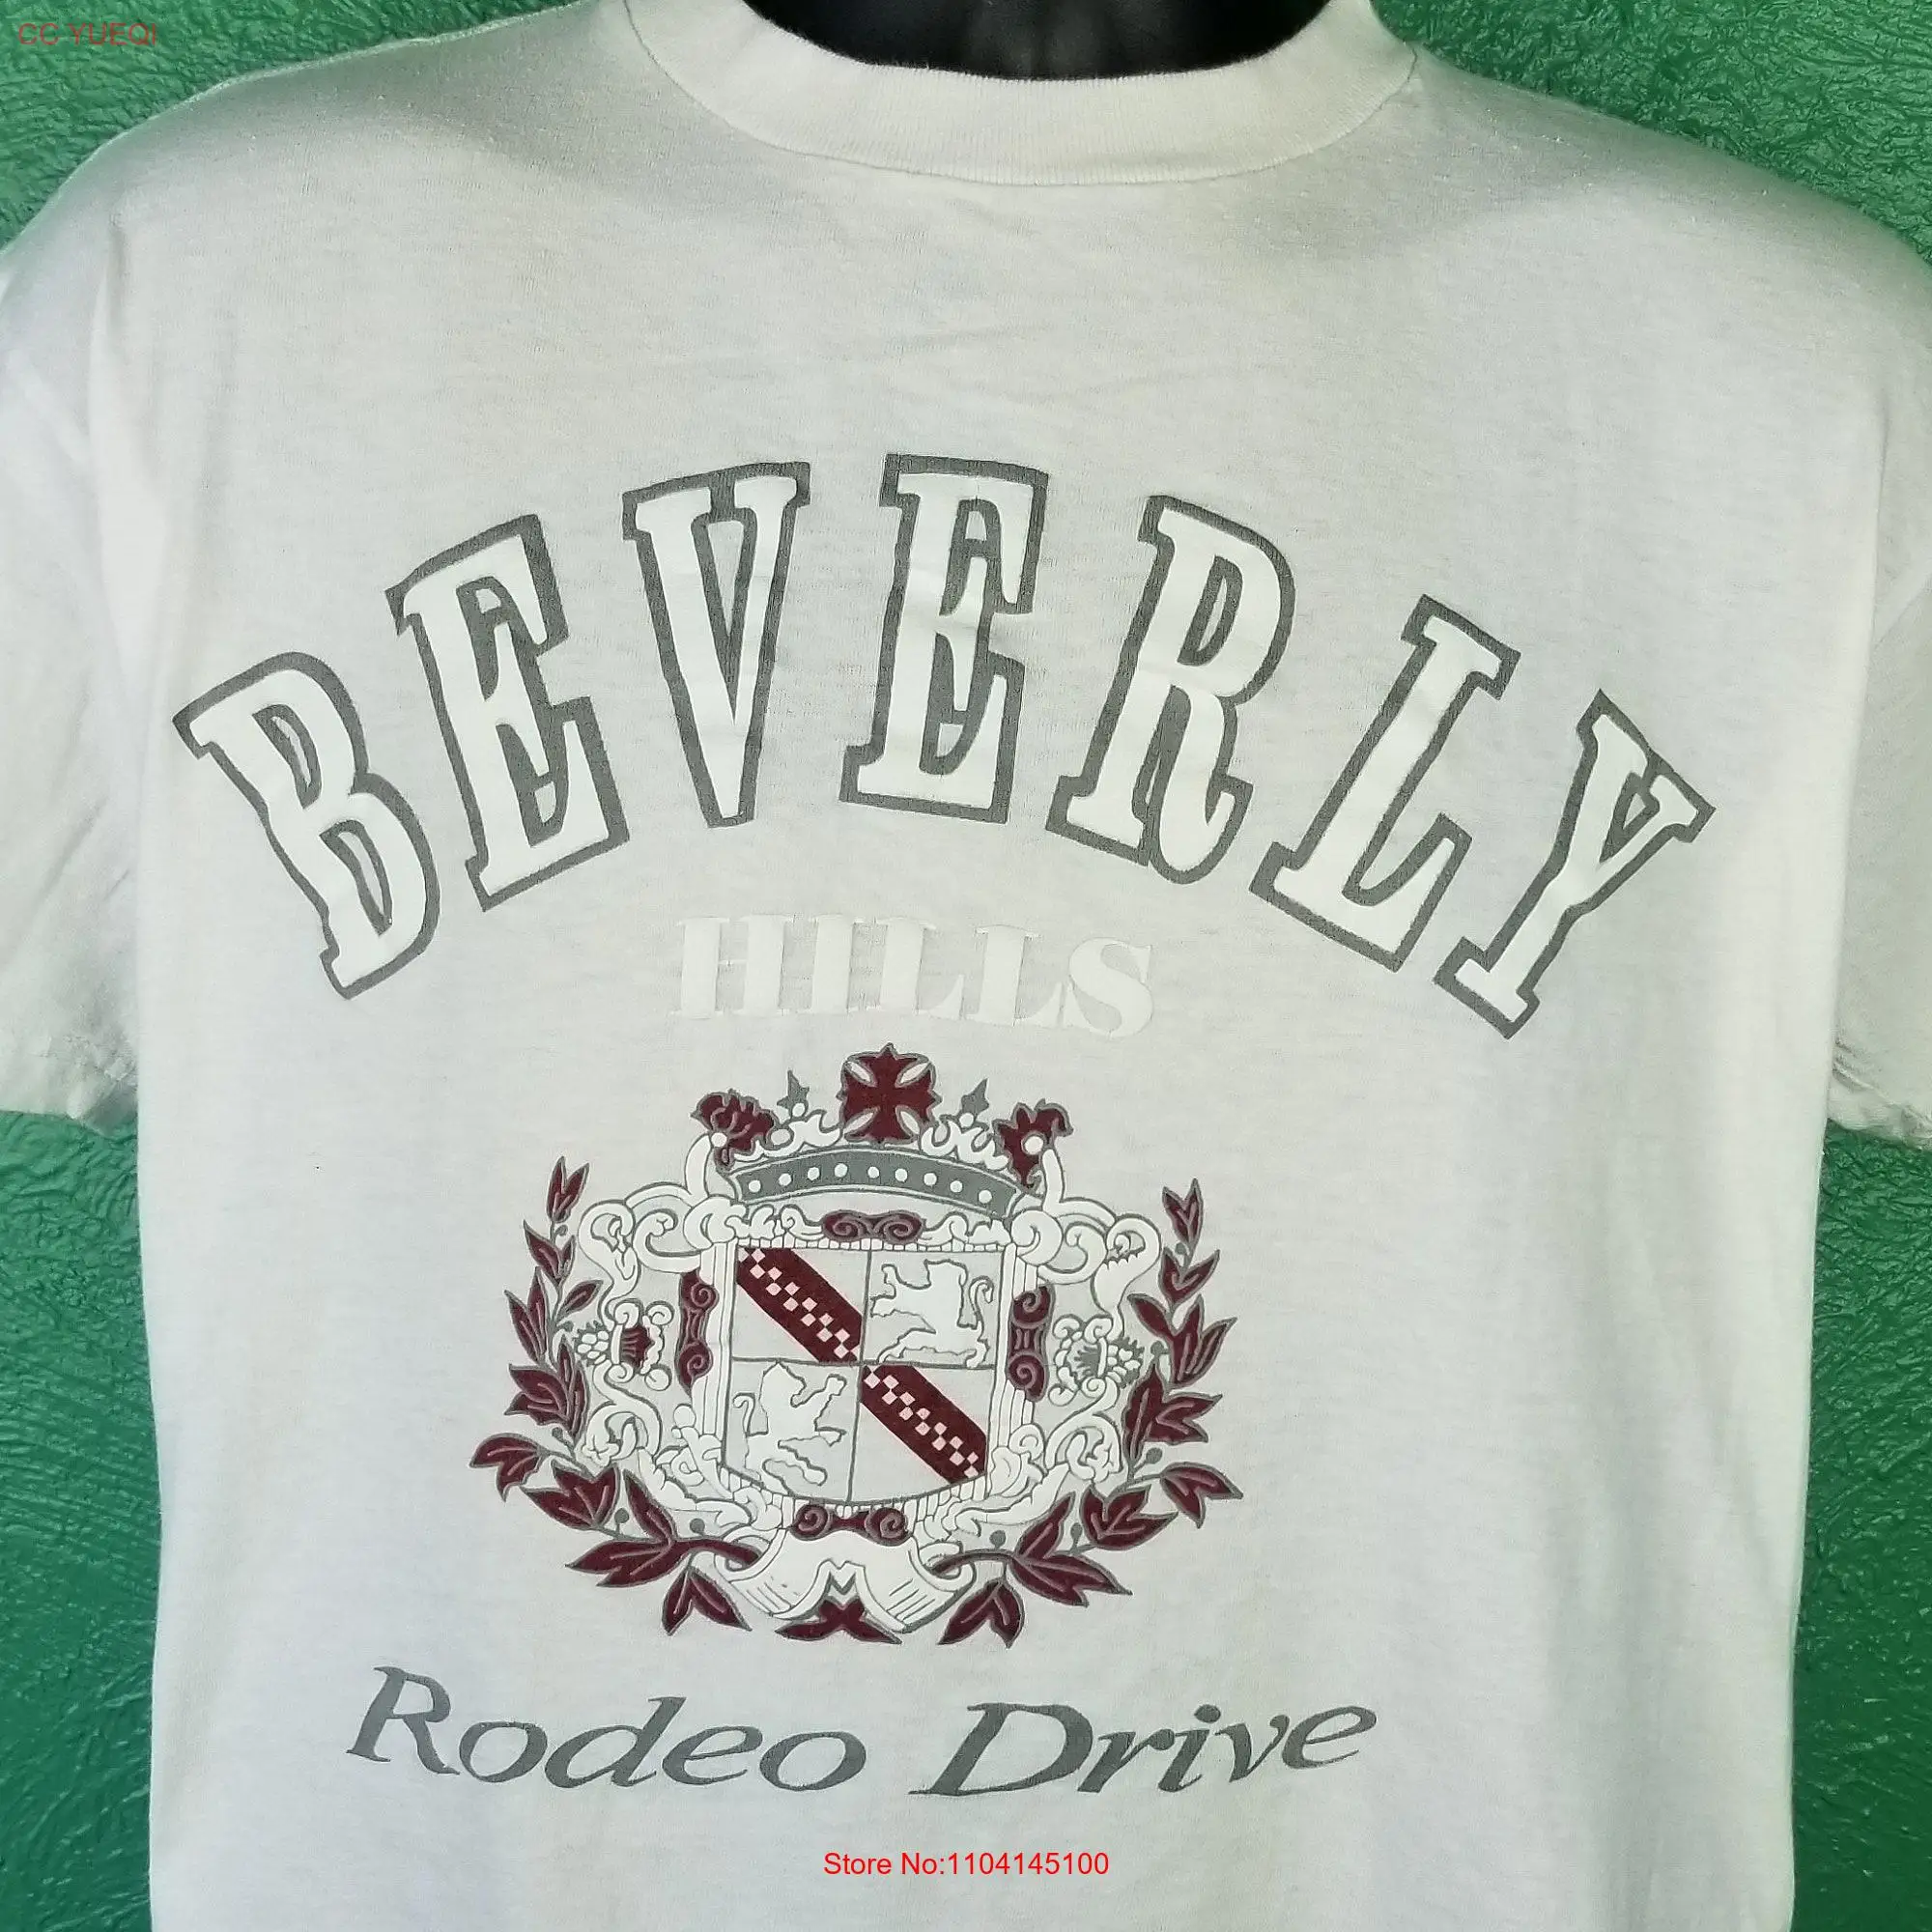 CC YUEQI
BEVERLY
HILLS
Rodeo Drive
Store No:1104145100